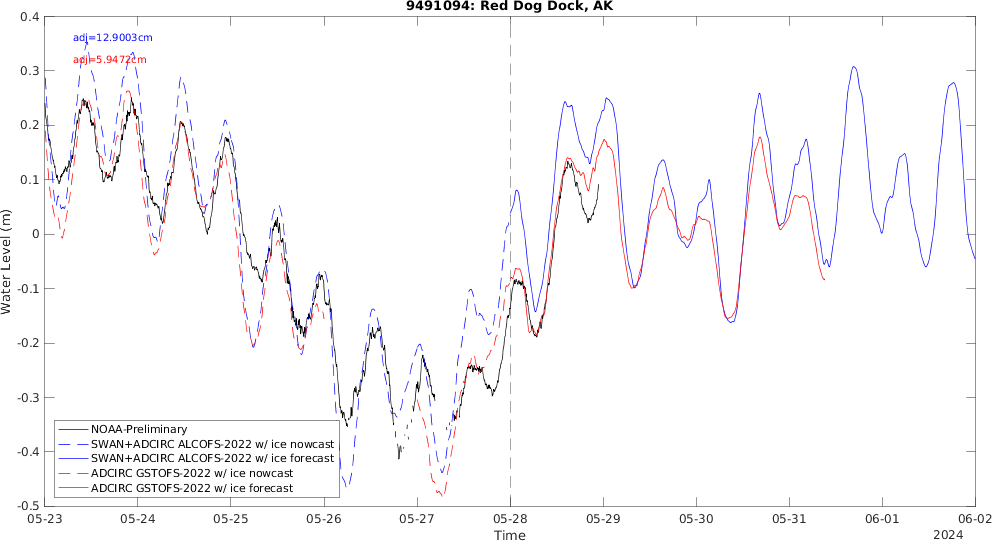 9491094: Red Dog Dock, AK
adj=12.9003cm
adj=5.9472cm
Water Level (m)
0.4
0.3
0.2
0.1
0
-0.1
-0.2
-0.3
-0.4
-0.5
NOAA-Preliminary
SWAN+ADCIRC ALCOFS-2022 w/ ice nowcast
SWAN+ADCIRC ALCOFS-2022 w/ ice forecast
ADCIRC GSTOFS-2022 w/ ice nowcast
ADCIRC GSTOFS-2022 w/ ice forecast
05-23 05-24 05-25 05-26 05-27 05-28 05-29 05-30 05-31 06-01 06-02
Time
2024